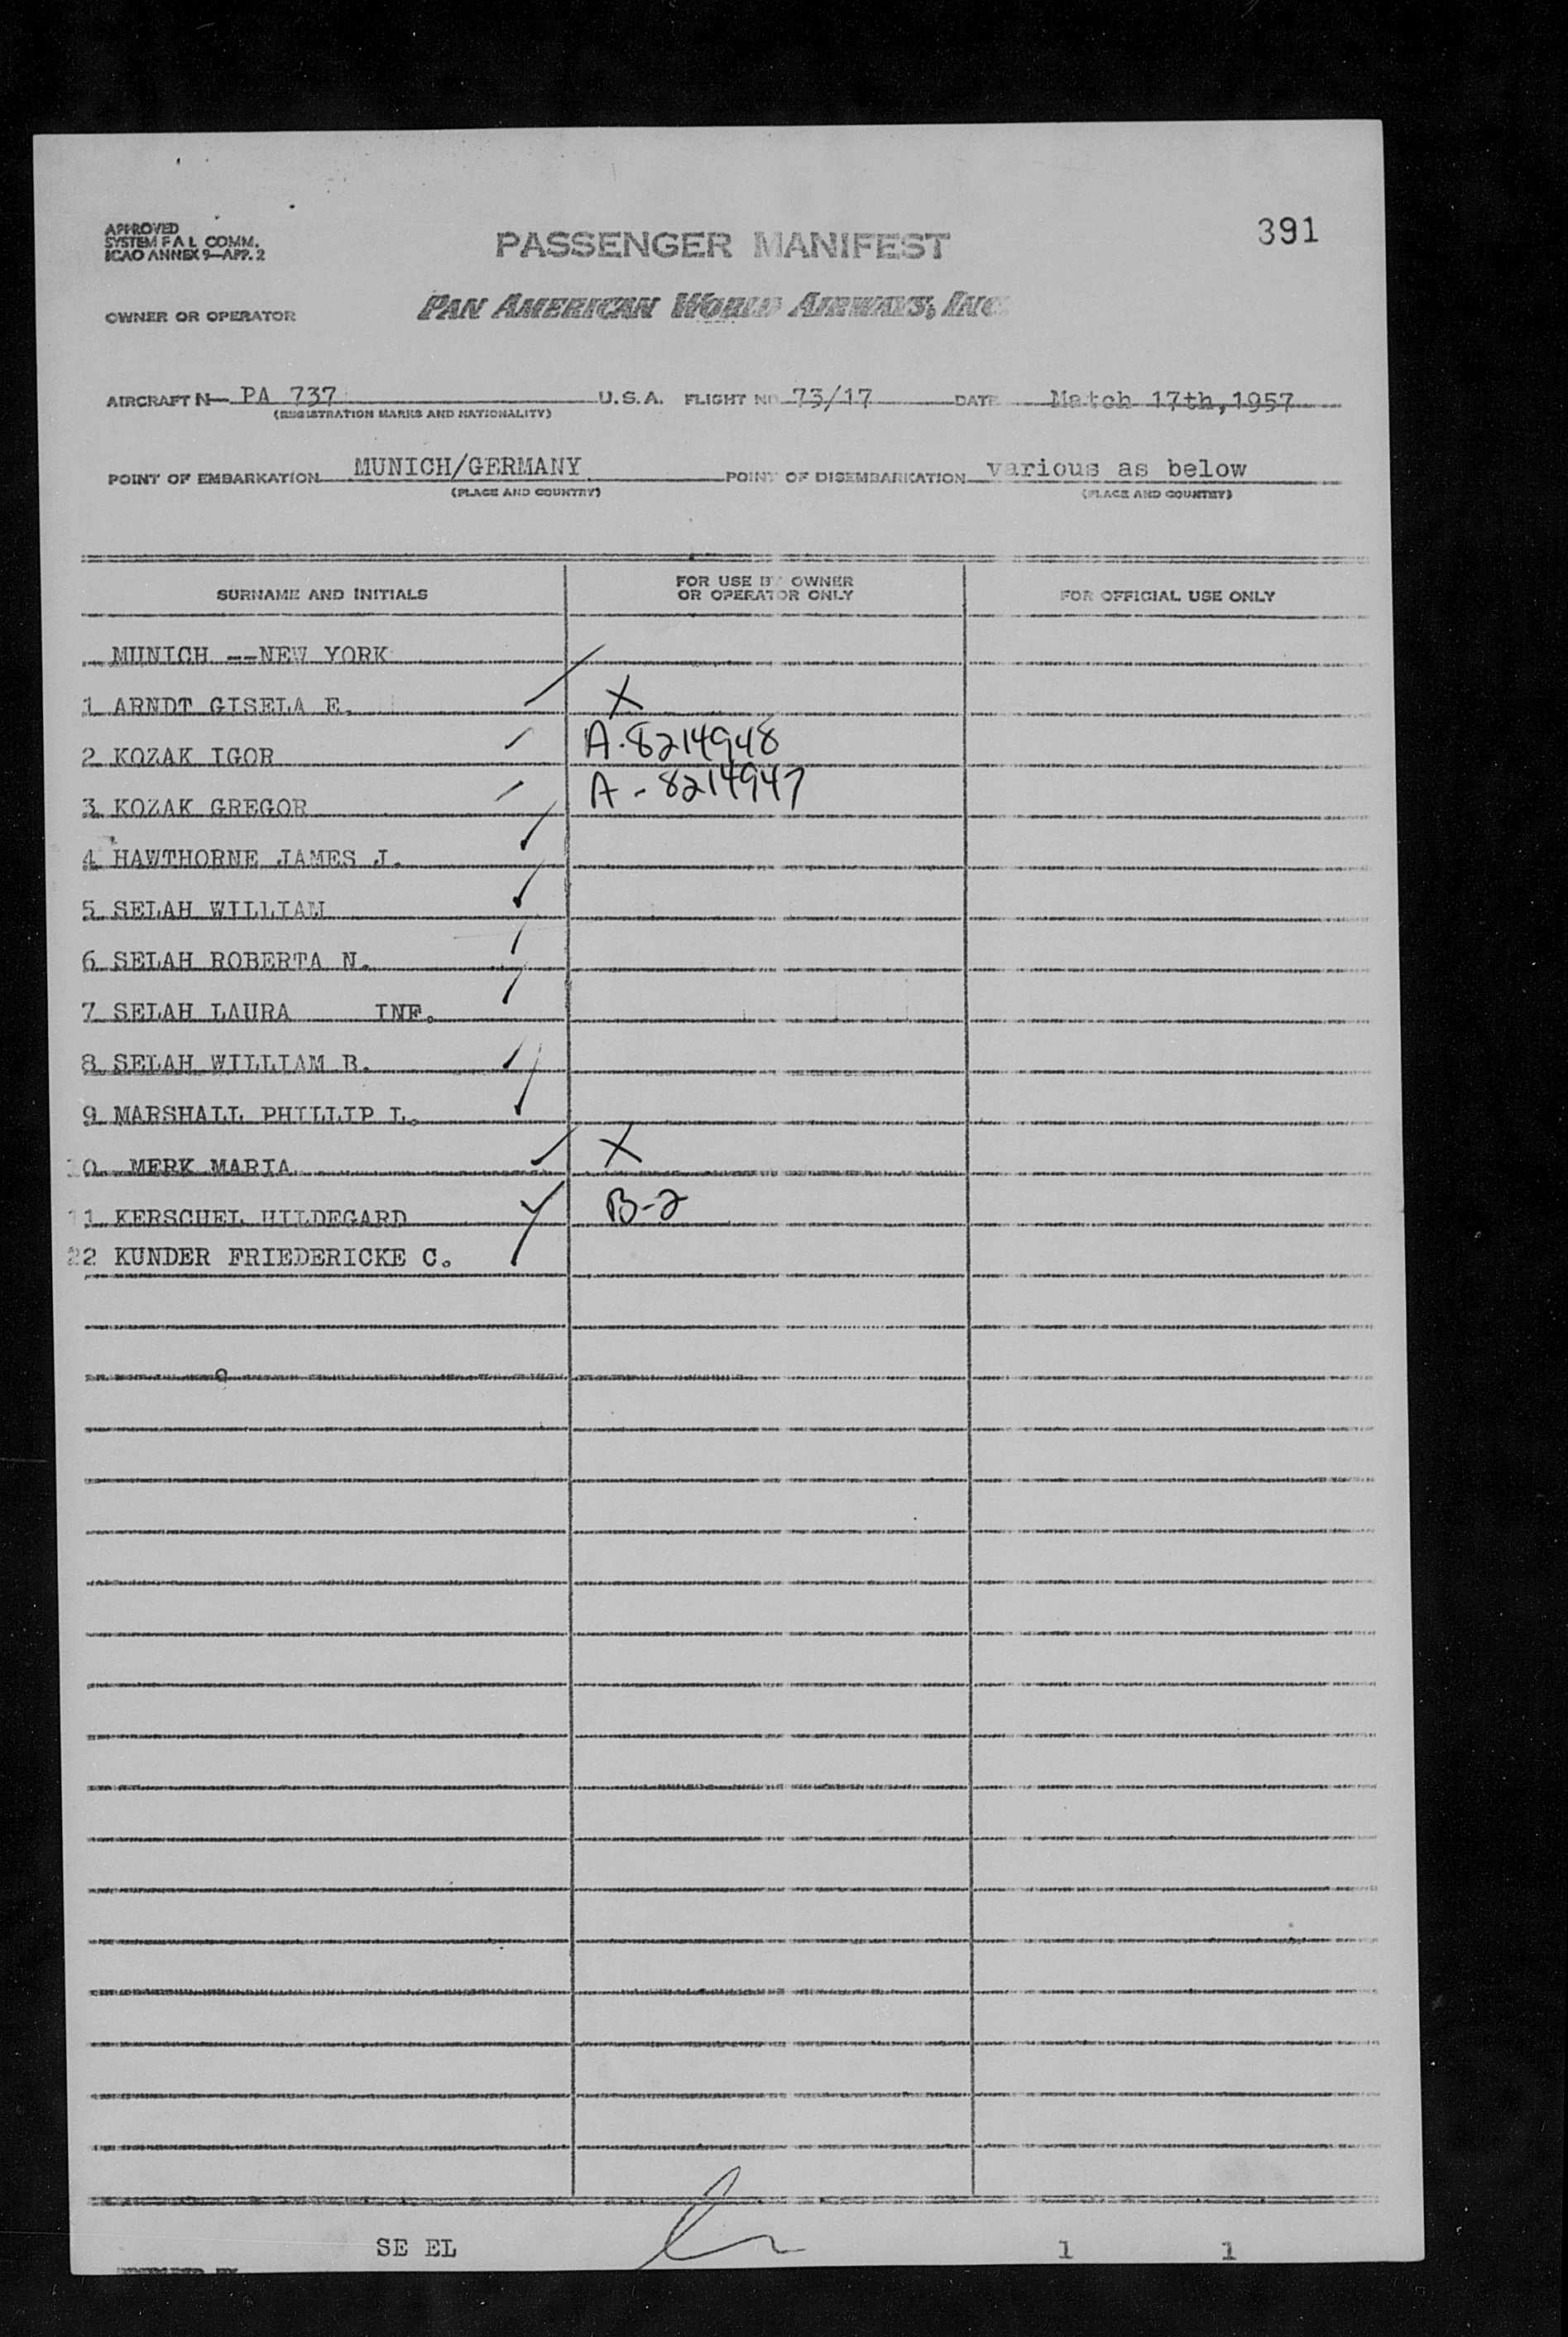 APPROVED
SYSTEM F A L COMM.
ICAO ANNEX 9—APP. 2
PASSENGER MANIFEST
391
OWNER OR OPERATOR
PAN AMERICAN WORLD AIRWAYS, INC
AIRCRAFT N— PA 737 U.S.A. FLIGHT NO 73/17 DATE Match 17th,1957
(REGISTRATION MARKS AND NATIONALITY)
POINT OF EMBARKATION MUNICH/GERMANY POINT OF DISEMBARKATION various as below
(PLACE AND COUNTRY) (PLACE AND COUNTRY)
SURNAME AND INITIALS FOR USE BY OWNER OR OPERATOR ONLY FOR OFFICIAL USE ONLY
MUNICH --NEW YORK
1 ARNDT GISELA E. X
2 KOZAK IGOR A-8214948
3 KOZAK GREGOR A-8214947
4 HAWTHORNE JAMES J.
5 SELAH WILLIAM
6 SELAH ROBERTA N.
7 SELAH LAURA INF.
8 SELAH WILLIAM B.
9 MARSHALL PHILLIP L.
10 MERK MARIA X
11 KERSCHEL HILDEGARD B-2
22 KUNDER FRIEDERICKE C.
SE EL 1 1